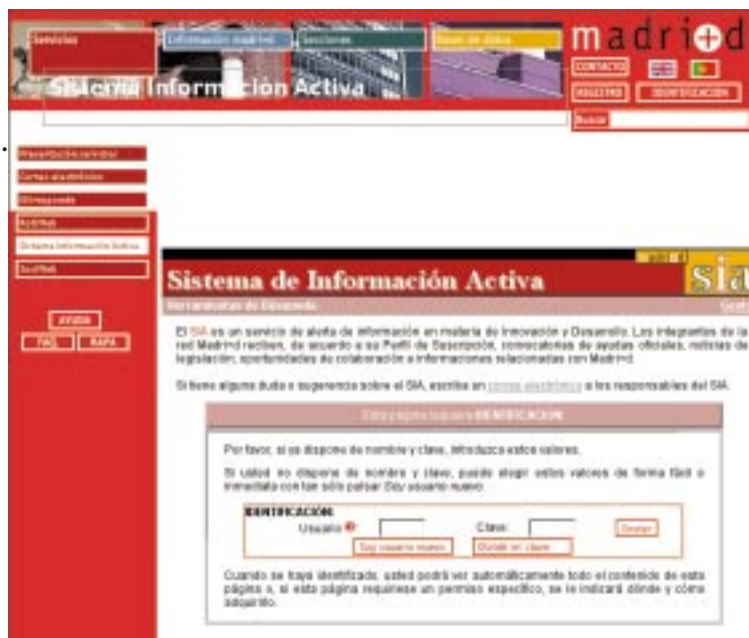 Servicios
Información madri+d
Secciones
Bases de datos
madri+d
Sistema Información Activa
CONTACTO
REGISTRO
IDENTIFICACION
Buscar
Presentación servicios
Correo electrónico
Sistema Información Activa
AYUDA
FAQ
MAPA
sia
Sistema de Información Activa
Herramientas de Búsqueda
El SIA es un servicio de alerta de información en materia de Innovación y Desarrollo. Los integrantes de la
red Madri+d reciben, de acuerdo a su Perfil de Suscripción, convocatorias de ayudas oficiales, noticias de
legislación, oportunidades de colaboración e informaciones relacionadas con Madri+d.
Si tiene alguna duda o sugerencia sobre el SIA, escriba un correo electrónico a los responsables del SIA.
Esta página requiere IDENTIFICACION
Por favor, si ya dispone de nombre y clave, introduzca estos valores.
Si usted no dispone de nombre y clave, puede elegir estos valores de forma fácil e
inmediata con tan sólo pulsar Soy usuario nuevo.
IDENTIFICACIÓN:
Usuario
Clave:
Enviar
Soy usuario nuevo
Olvidé mi clave
Cuando se haya identificado, usted podrá ver automáticamente todo el contenido de esta
página o, si esta página requiriese un permiso específico, se le indicará dónde y cómo
adquirirlo.